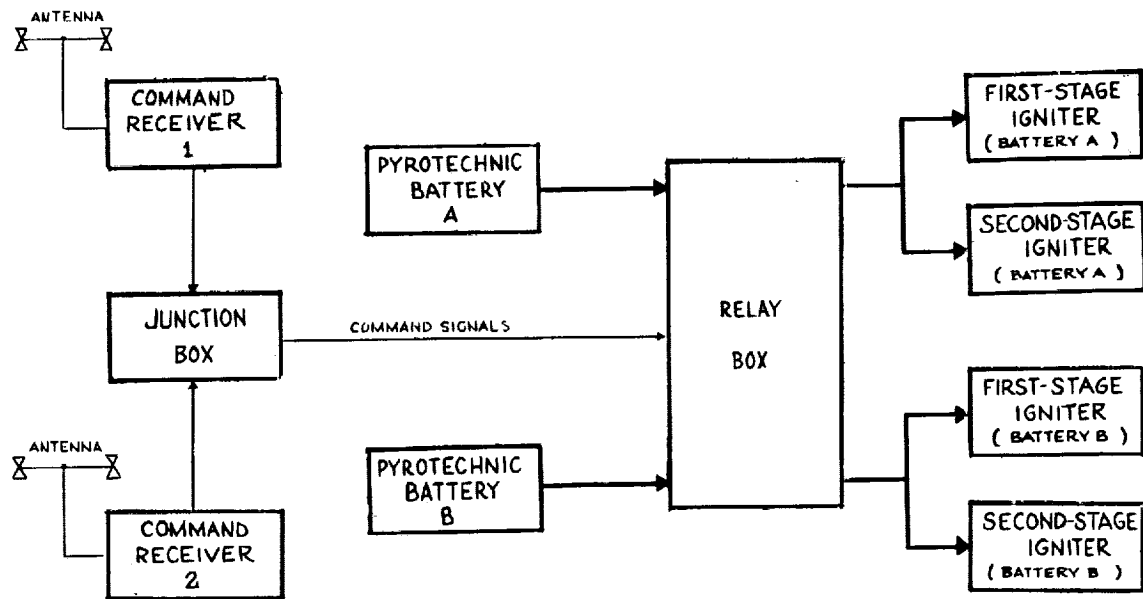 ANTENNA
COMMAND
RECEIVER
1
JUNCTION
BOX
ANTENNA
COMMAND
RECEIVER
2
PYROTECHNIC
BATTERY
A
COMMAND SIGNALS
PYROTECHNIC
BATTERY
B
RELAY
BOX
FIRST-STAGE
IGNITER
( BATTERY A )
SECOND-STAGE
IGNITER
( BATTERY A )
FIRST-STAGE
IGNITER
( BATTERY B )
SECOND-STAGE
IGNITER
( BATTERY B )